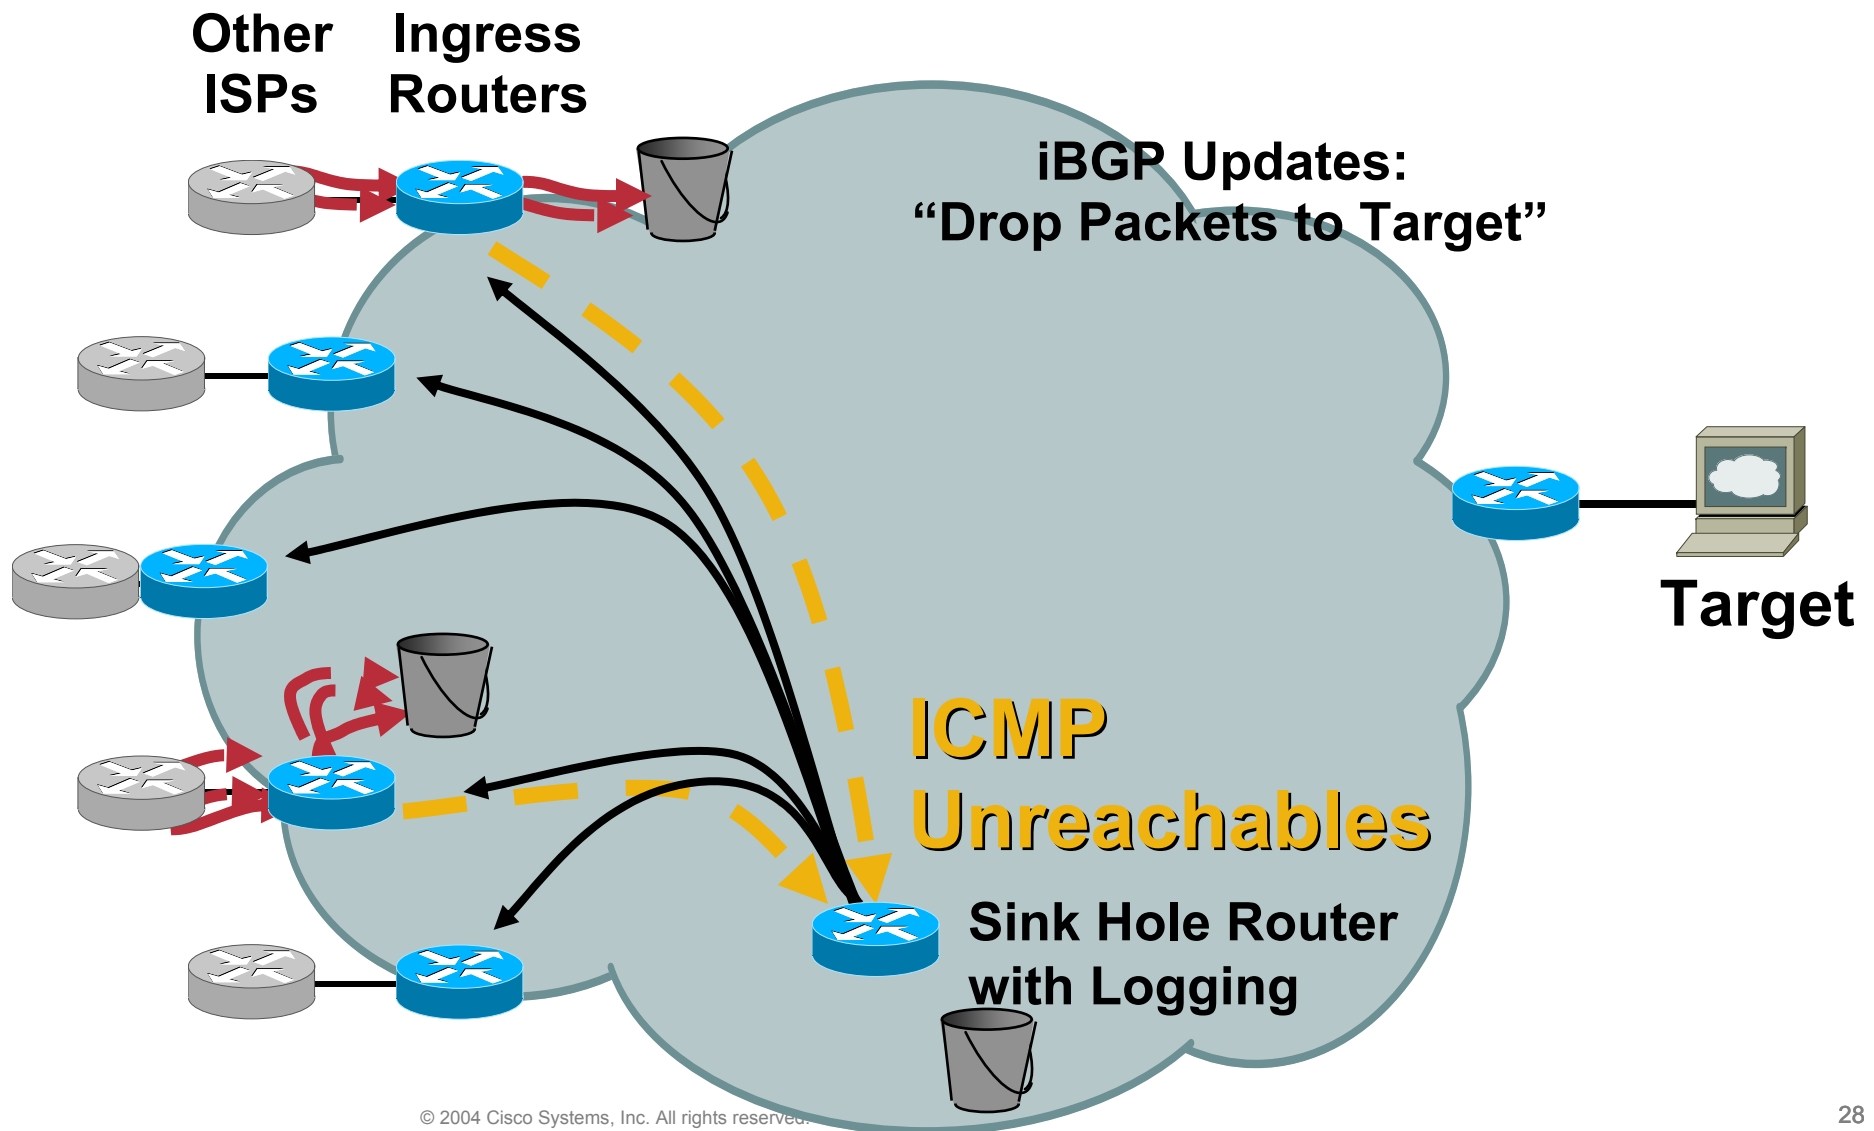 Other
ISPs
Ingress
Routers
iBGP Updates:
“Drop Packets to Target”
Target
ICMP
Unreachables
Sink Hole Router
with Logging
© 2004 Cisco Systems, Inc. All rights reserved.
28